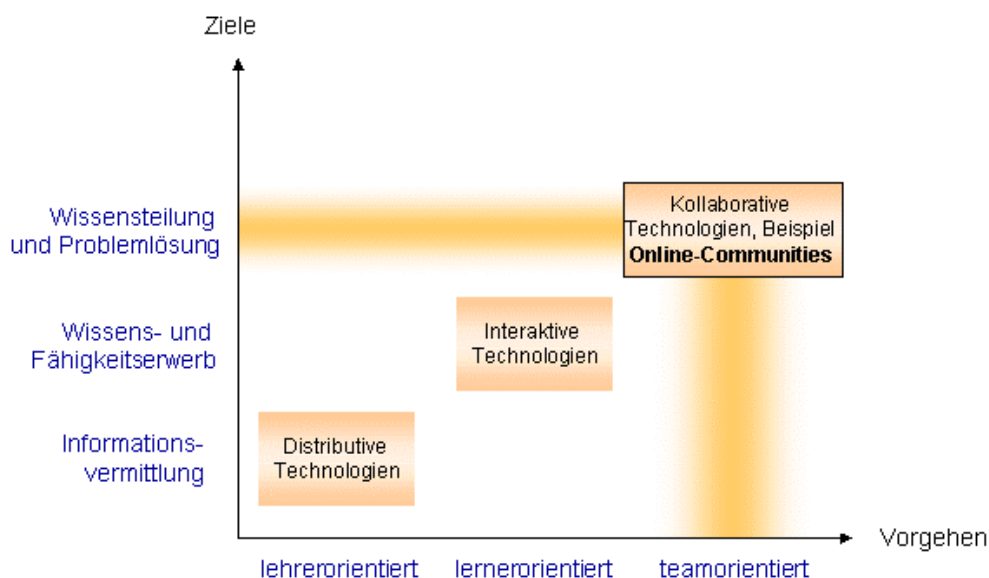 Ziele
Wissensteilung
und Problemlösung
Kollaborative
Technologien, Beispiel
Online-Communities
Wissens- und
Fähigkeitserwerb
Interaktive
Technologien
Informations-
vermittlung
Distributive
Technologien
Vorgehen
lehrerorientiert
lernerorientiert
teamorientiert